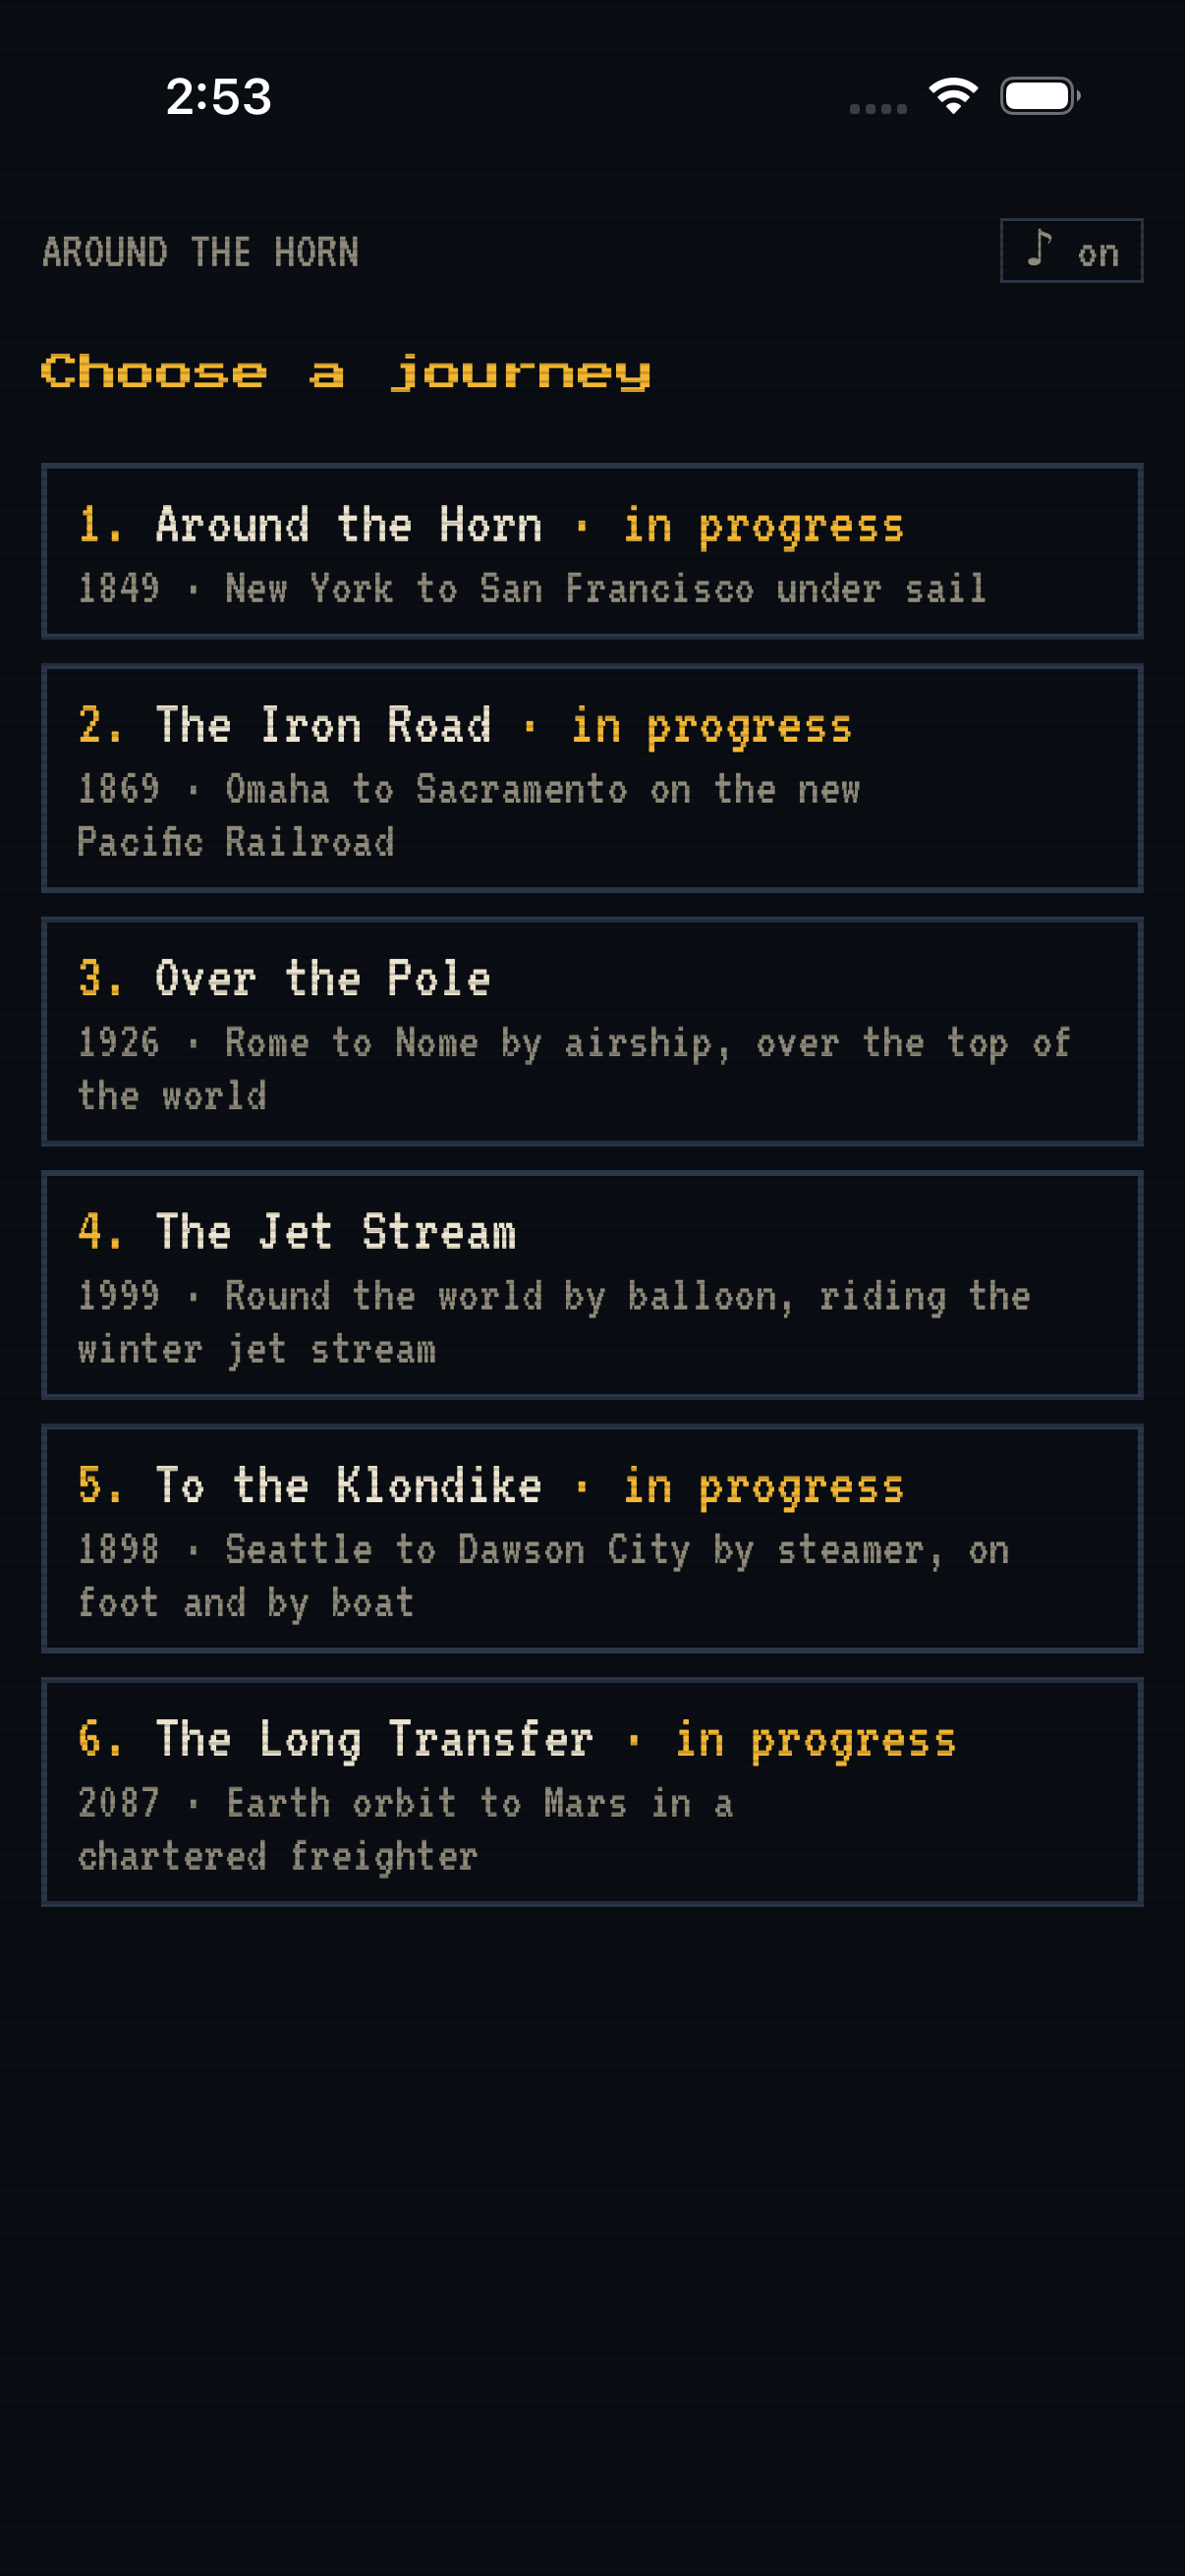 2:53
AROUND THE HORN
♪ on
Choose a journey
1. Around the Horn · in progress
1849 · New York to San Francisco under sail
2. The Iron Road · in progress
1869 · Omaha to Sacramento on the new
Pacific Railroad
3. Over the Pole
1926 · Rome to Nome by airship, over the top of
the world
4. The Jet Stream
1999 · Round the world by balloon, riding the
winter jet stream
5. To the Klondike · in progress
1898 · Seattle to Dawson City by steamer, on
foot and by boat
6. The Long Transfer · in progress
2087 · Earth orbit to Mars in a
chartered freighter